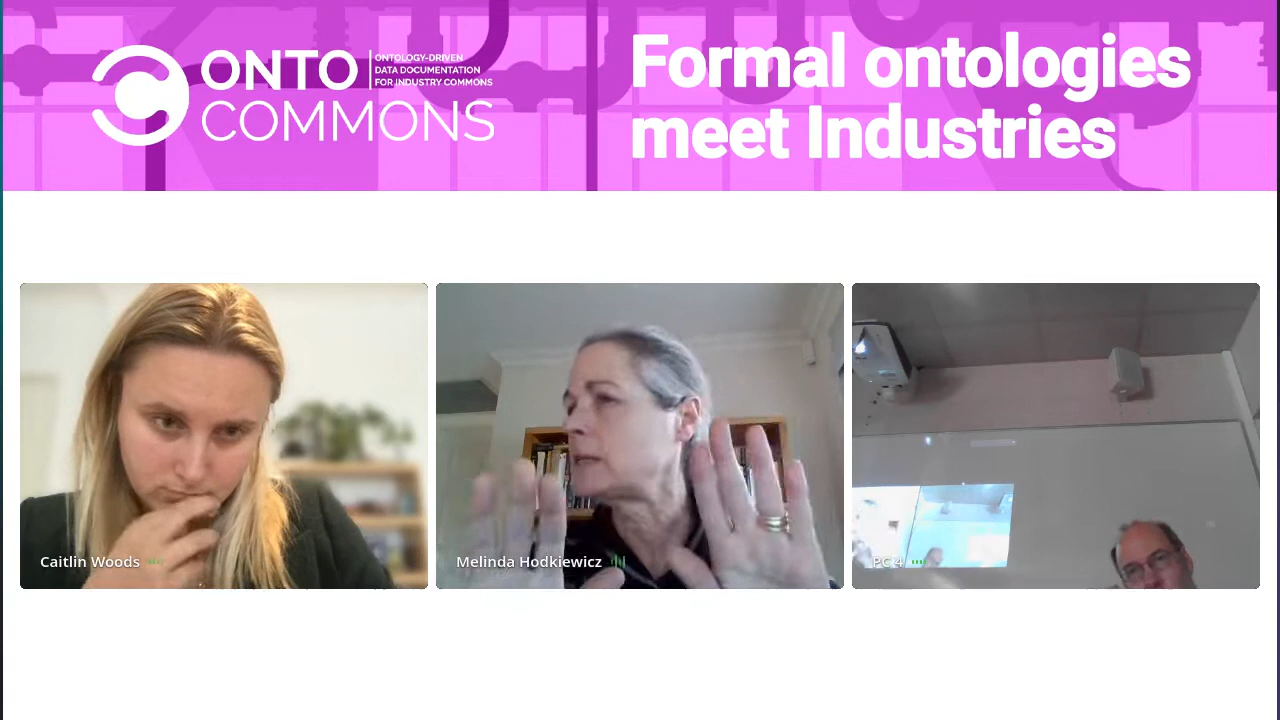 ONTO
COMMONS
ONTOLOGY-DRIVEN
DATA DOCUMENTATION
FOR INDUSTRY COMMONS
Formal ontologies
meet Industries
Caitlin Woods
Melinda Hodkiewicz
PC 4